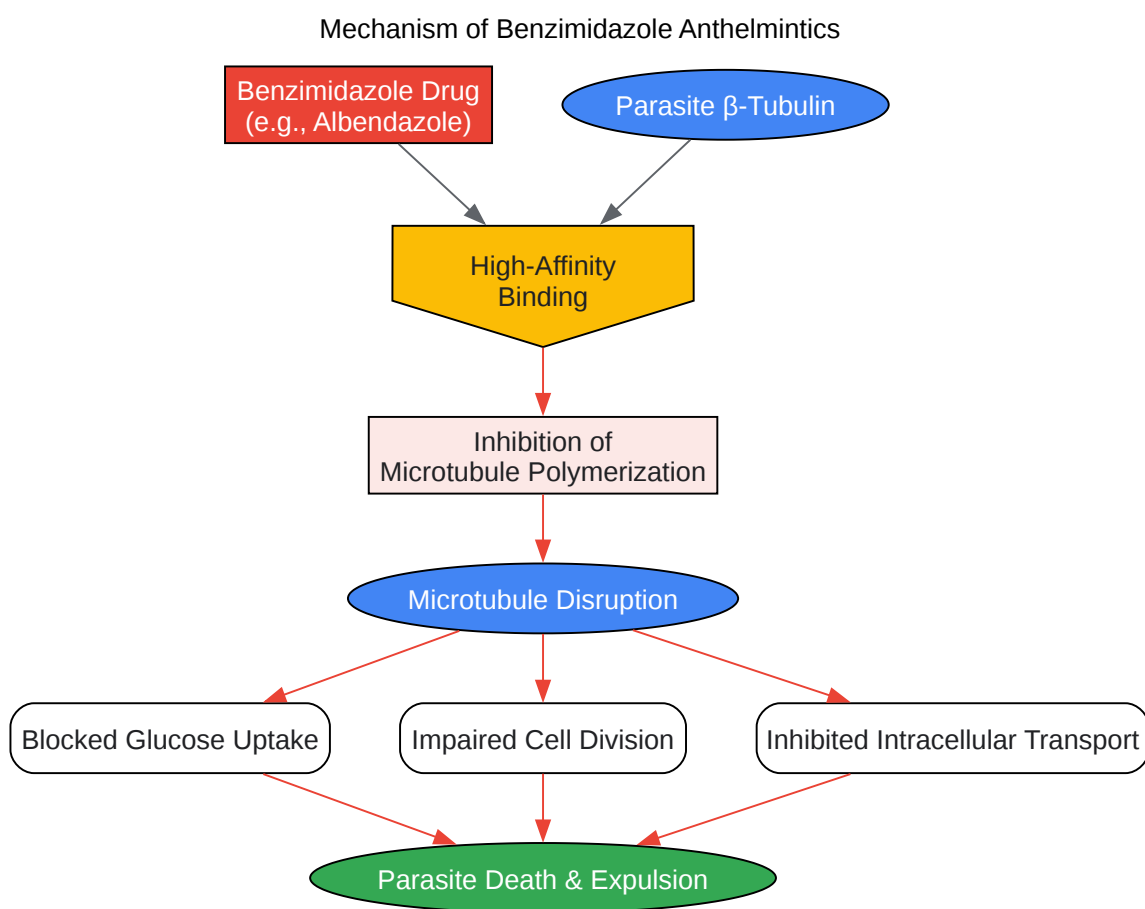 Mechanism of Benzimidazole Anthelmintics
Benzimidazole Drug
(e.g., Albendazole)
Parasite β-Tubulin
High-Affinity
Binding
Inhibition of
Microtubule Polymerization
Microtubule Disruption
Blocked Glucose Uptake
Impaired Cell Division
Inhibited Intracellular Transport
Parasite Death & Expulsion